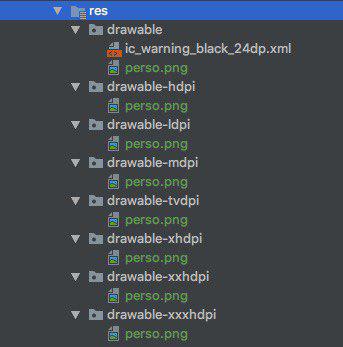 res
drawable
ic_warning_black_24dp.xml
perso.png
drawable-hdpi
perso.png
drawable-ldpi
perso.png
drawable-mdpi
perso.png
drawable-tvdpi
perso.png
drawable-xhdpi
perso.png
drawable-xxhdpi
perso.png
drawable-xxxhdpi
perso.png